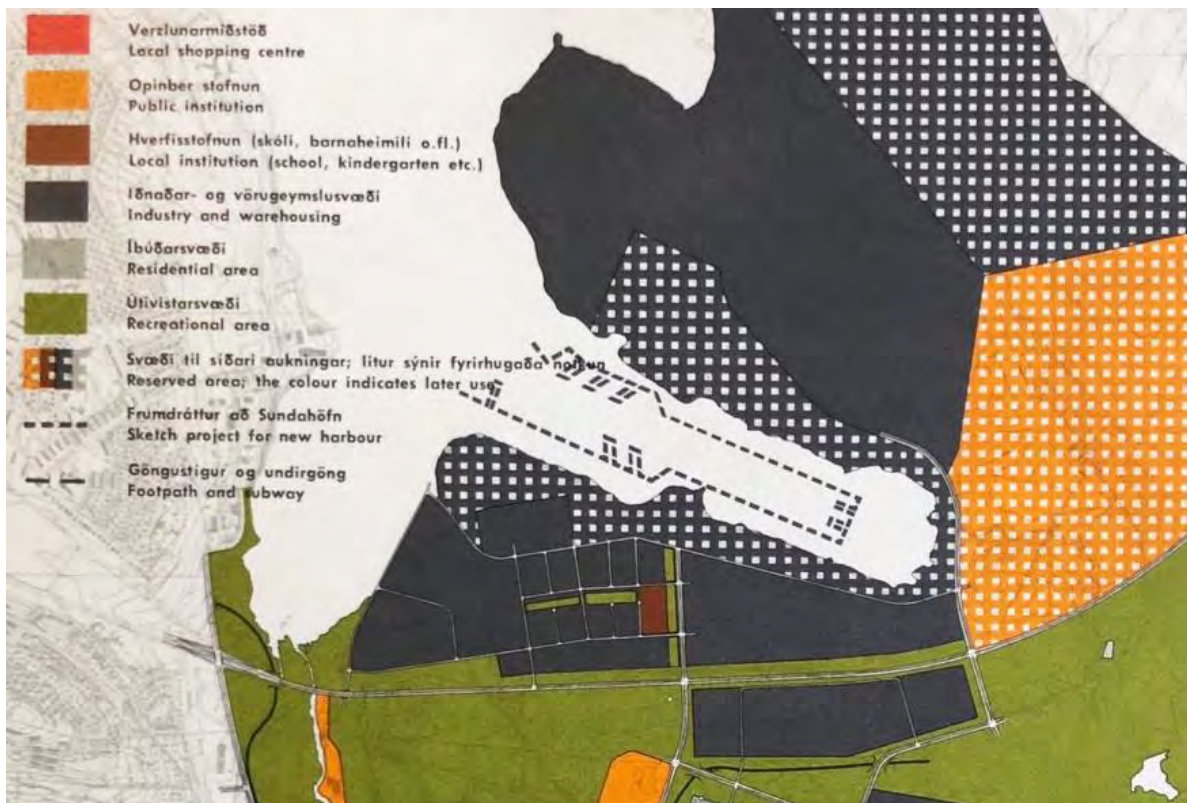 Verzlunarmiðstöð
Local shopping centre
Opinber stofnun
Public institution
Hverfisstofnun (skóli, barnaheimili o.fl.)
Local institution (school, kindergarten etc.)
Iðnaðar- og vörugeymslusvæði
Industry and warehousing
Íbúðarsvæði
Residential area
Útivistarsvæði
Recreational area
Svæði til síðari aukningar; litur sýnir fyrirhugaða notkun
Reserved area; the colour indicates later use
Frumdráttur að Sundahöfn
Sketch project for new harbour
Göngustígur og undirgöng
Footpath and subway